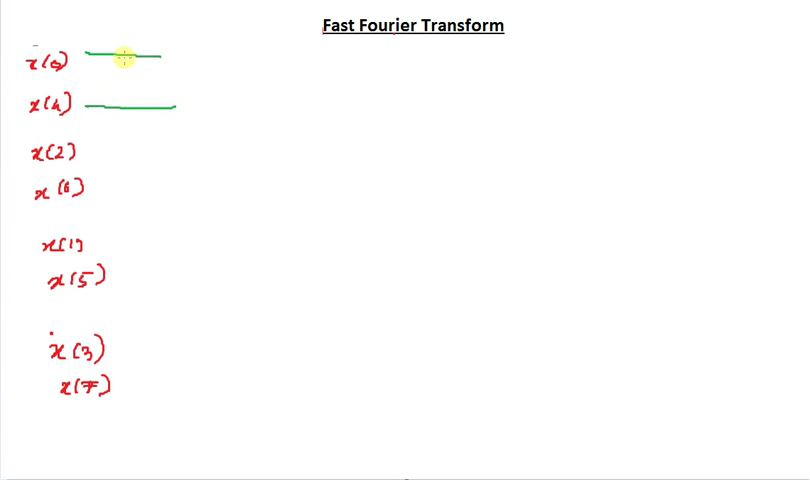 Fast Fourier Transform
x(0)
x(4)
x(2)
x(6)
x(1)
x(5)
x(3)
x(7)